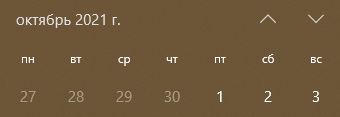 октябрь 2021 г.
пн вт ср чт пт сб вс
27 28 29 30 1 2 3